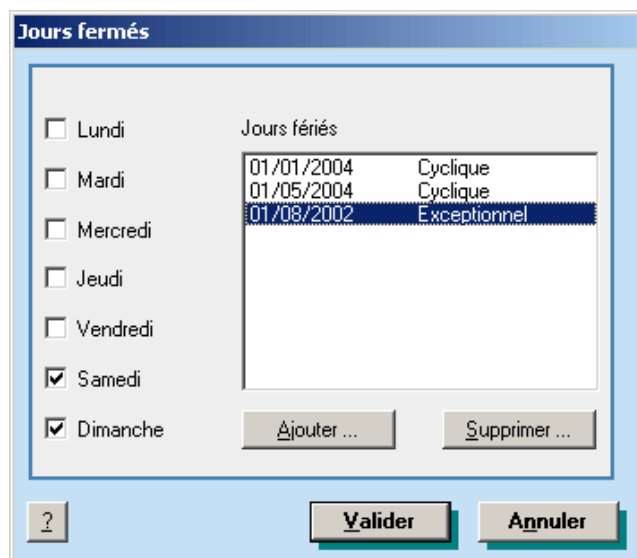 Jours fermés
Lundi
Mardi
Mercredi
Jeudi
Vendredi
Samedi
Dimanche
Jours fériés
01/01/2004 Cyclique
01/05/2004 Cyclique
01/08/2002 Exceptionnel
Ajouter ...
Supprimer ...
?
Valider
Annuler